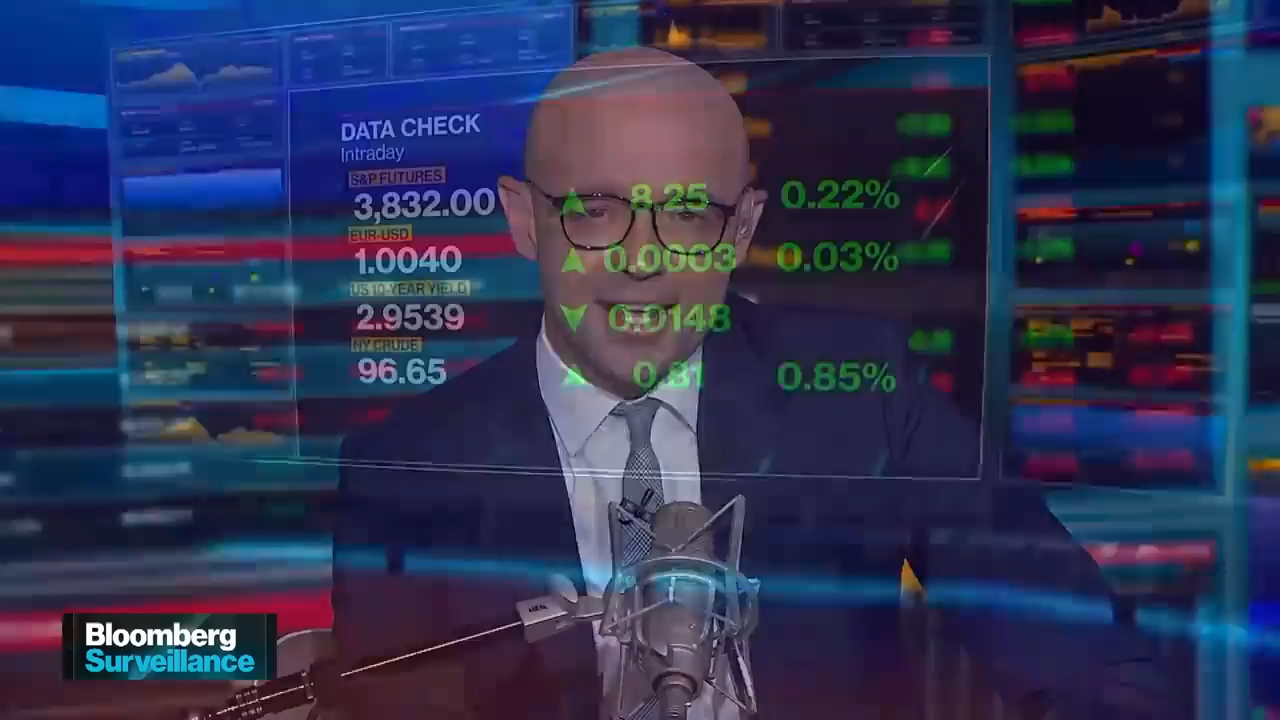 DATA CHECK
Intraday
S&P FUTURES
3,832.00 ▲ 8.25 0.22%
EUR-USD
1.0040 ▲ 0.0003 0.03%
US 10-YEAR YIELD
2.9539 ▼ 0.0148
NY CRUDE
96.65 ▲ 0.81 0.85%
Bloomberg
Surveillance